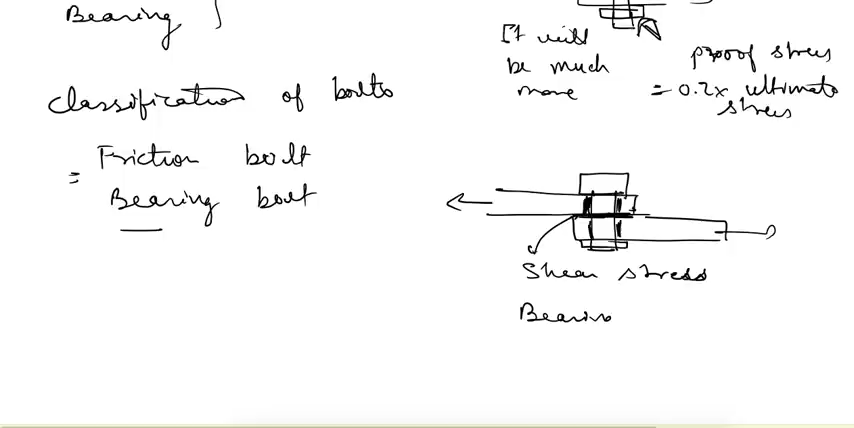 Bearing }
It will
be much
more
proof stress
= 0.2x ultimate
stress
Classification of bolts
= Friction bolt
Bearing bolt
Shear stress
Bearin